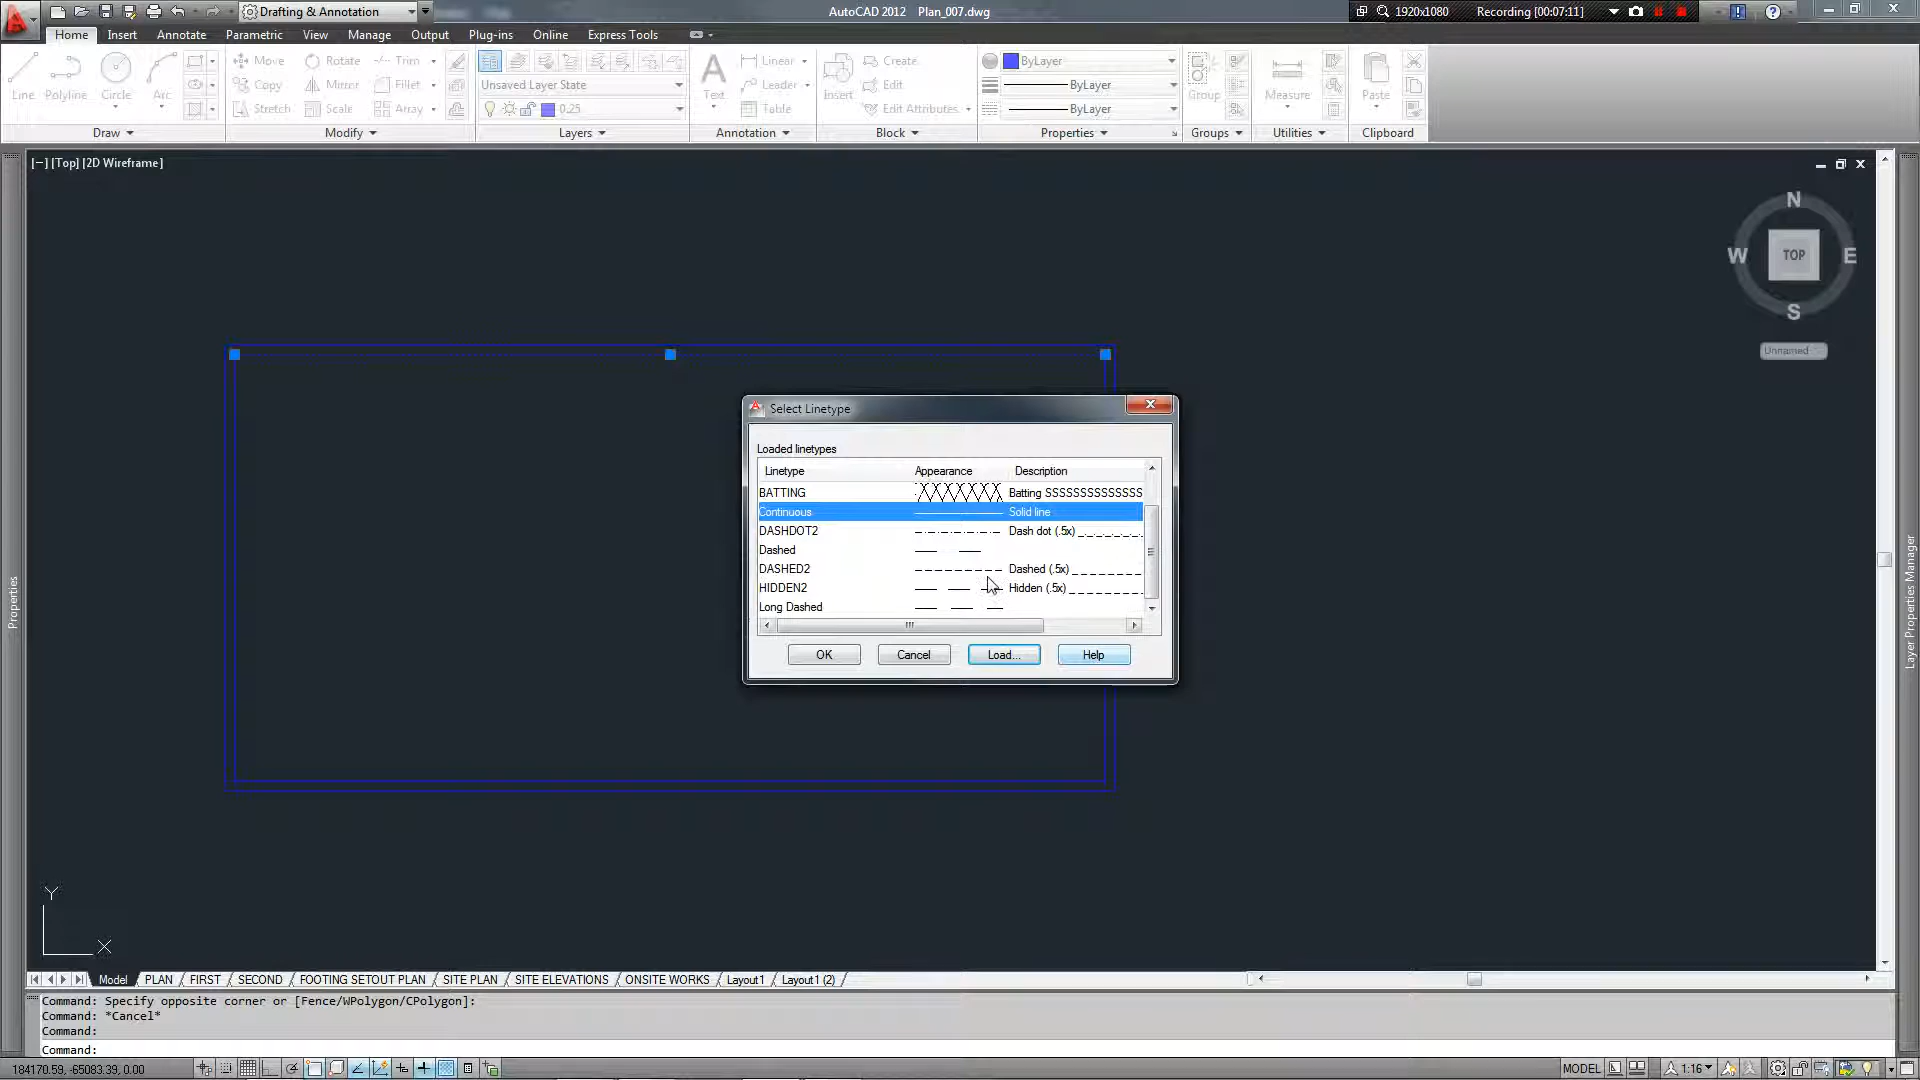 Drafting & Annotation
AutoCAD 2012 Plan_007.dwg
1920x1080
Recording [00:07:11]
Home Insert Annotate Parametric View Manage Output Plug-ins Online Express Tools
Line Polyline Circle Arc
Move Rotate Trim
Copy Mirror Fillet
Stretch Scale Array
Unsaved Layer State
0.25
Text
Linear
Leader
Table
Insert
Create
Edit
Edit Attributes
ByLayer
ByLayer
ByLayer
Group
Measure
Paste
Draw Modify Layers Annotation Block Properties Groups Utilities Clipboard
[−] [Top] [2D Wireframe]
N
W TOP E
S
Unnamed
Select Linetype
Loaded linetypes
Linetype Appearance Description
BATTING Batting SSSSSSSSSSSSSS
Continuous Solid line
DASHDOT2 Dash dot (.5x) _._._._._._.
Dashed
DASHED2 Dashed (.5x) _ _ _ _ _ _ _
HIDDEN2 Hidden (.5x) _ _ _ _ _ _ _
Long Dashed
OK Cancel Load... Help
Properties
Layer Properties Manager
Y
X
Model PLAN FIRST SECOND FOOTING SETOUT PLAN SITE PLAN SITE ELEVATIONS ONSITE WORKS Layout1 Layout1 (2)
Command: Specify opposite corner or [Fence/WPolygon/CPolygon]:
Command: *Cancel*
Command:
Command:
184170.59, -65083.39, 0.00
MODEL
1:16